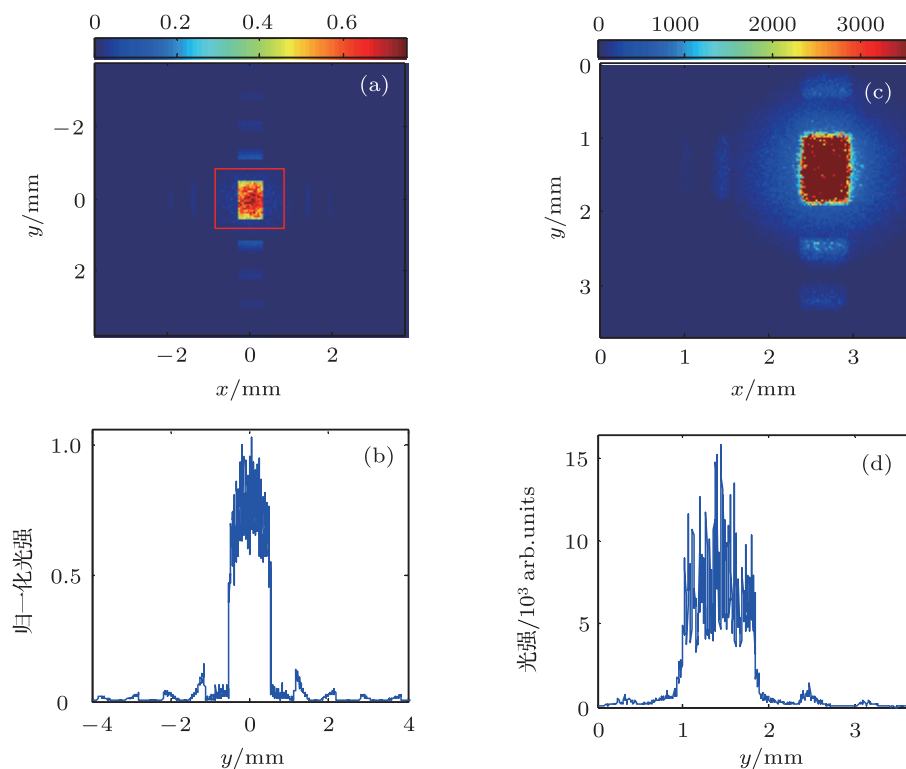 0 0.2 0.4 0.6
(a)
y/mm
−2
0
2
−2 0 2
x/mm
0 1000 2000 3000
(c)
y/mm
0
1
2
3
0 1 2 3
x/mm
(b)
归一化光强
1.0
0.5
0
−4 −2 0 2 4
y/mm
(d)
光强/10³ arb.units
15
10
5
0
0 1 2 3
y/mm